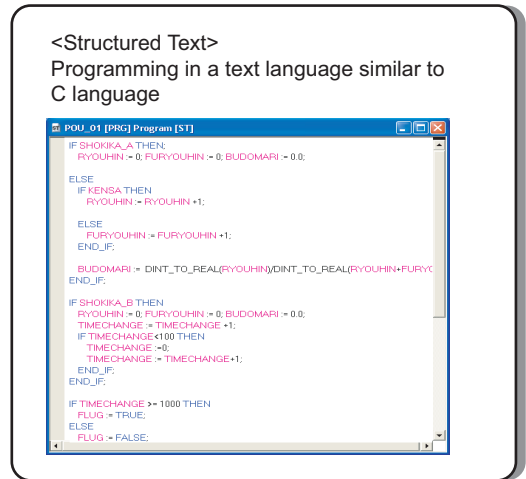 <Structured Text>
Programming in a text language similar to
C language
POU_01 [PRG] Program [ST]
IF SHOKIKA_A THEN;
RYOUHIN := 0; FURYOUHIN := 0; BUDOMARI := 0.0;
ELSE
IF KENSA THEN
RYOUHIN := RYOUHIN +1;
ELSE
FURYOUHIN := FURYOUHIN +1;
END_IF;
BUDOMARI := DINT_TO_REAL(RYOUHIN)/DINT_TO_REAL(RYOUHIN+FURYO
END_IF;
IF SHOKIKA_B THEN
RYOUHIN := 0; FURYOUHIN := 0; BUDOMARI := 0.0;
TIMECHANGE := TIMECHANGE +1;
IF TIMECHANGE<100 THEN
TIMECHANGE :=0;
TIMECHANGE := TIMECHANGE+1;
END_IF;
END_IF;
IF TIMECHANGE >= 1000 THEN
FLUG := TRUE;
ELSE
FLUG := FALSE;